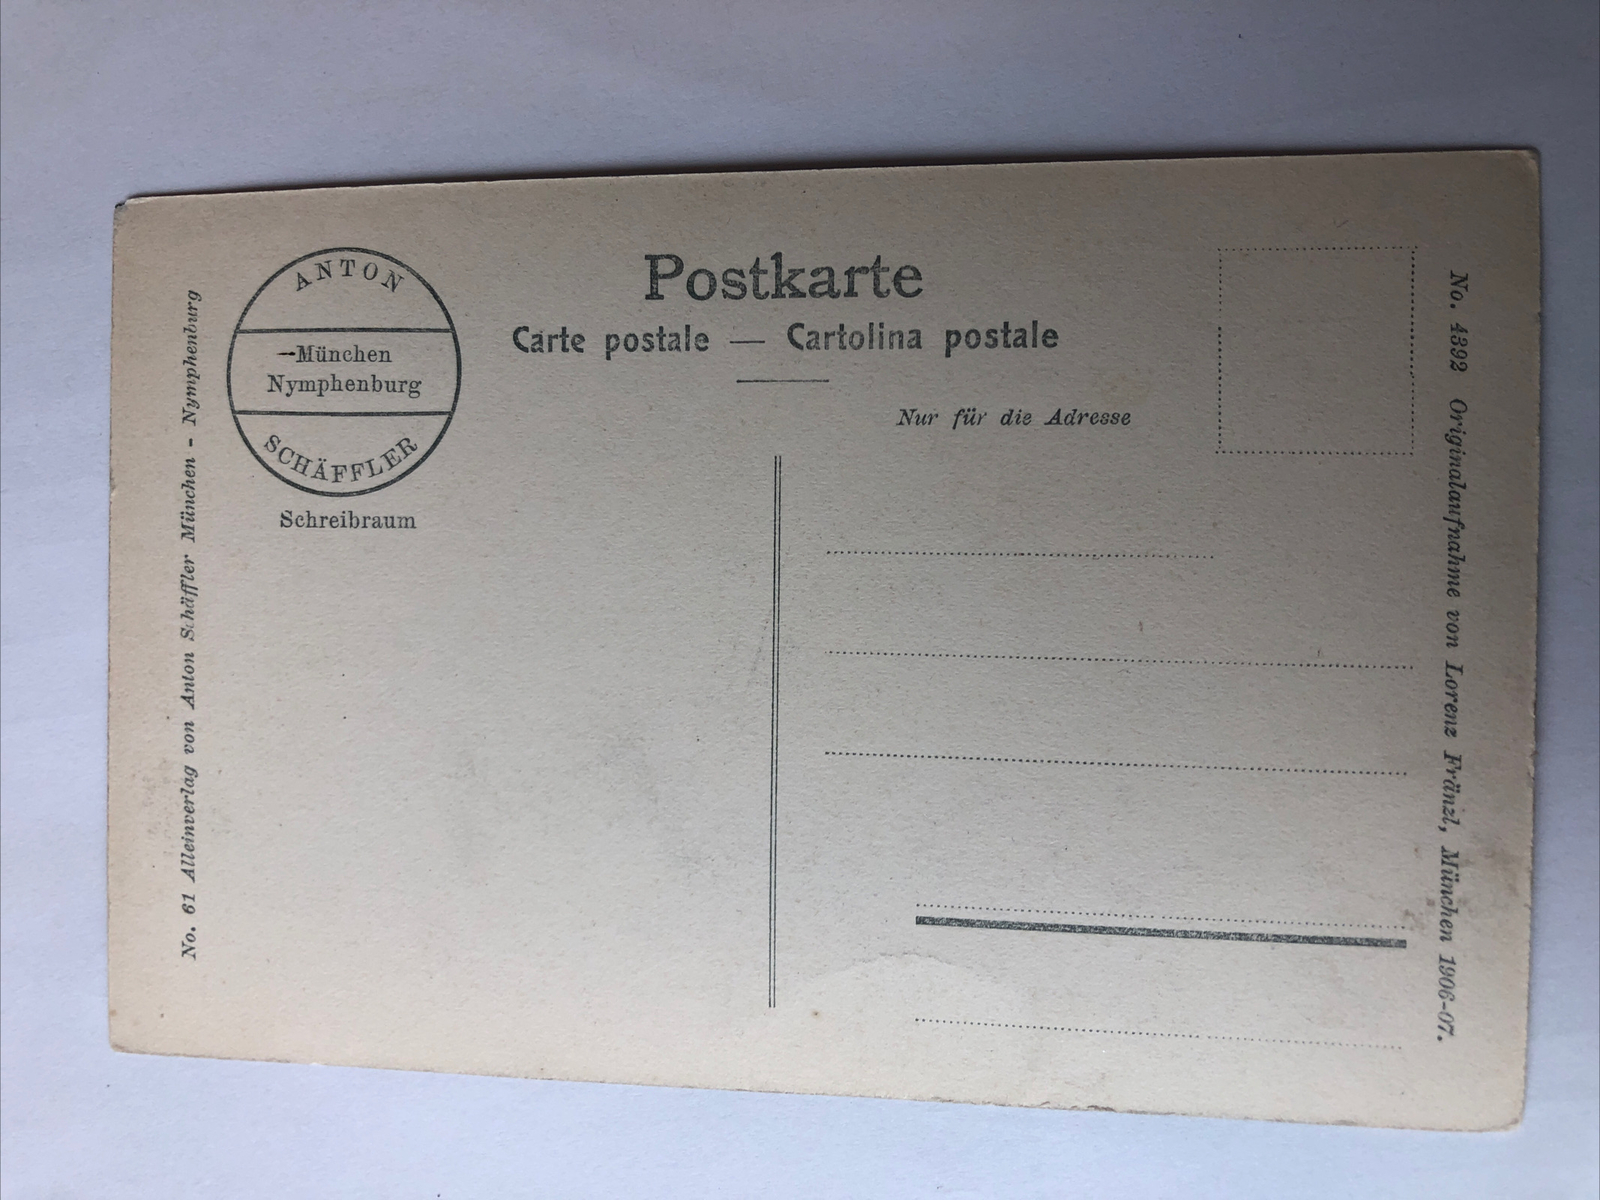 Postkarte
Carte postale — Cartolina postale
Nur für die Adresse
ANTON
München
Nymphenburg
SCHÄFFLER
Schreibraum
No. 61 Alleinverlag von Anton Schäffler München - Nymphenburg
No. 4392 Originalaufnahme von Lorenz Fränzl, München 1906-07.